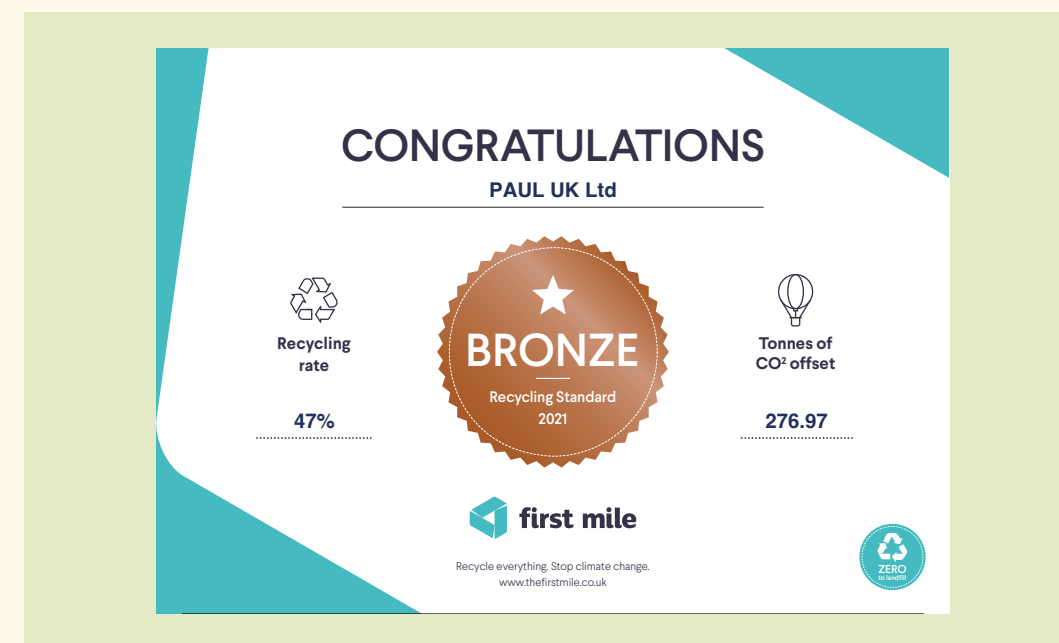 CONGRATULATIONS
PAUL UK Ltd
Recycling
rate
47%
BRONZE
Recycling Standard
2021
Tonnes of
CO² offset
276.97
first mile
Recycle everything. Stop climate change.
www.thefirstmile.co.uk
ZERO
to landfill